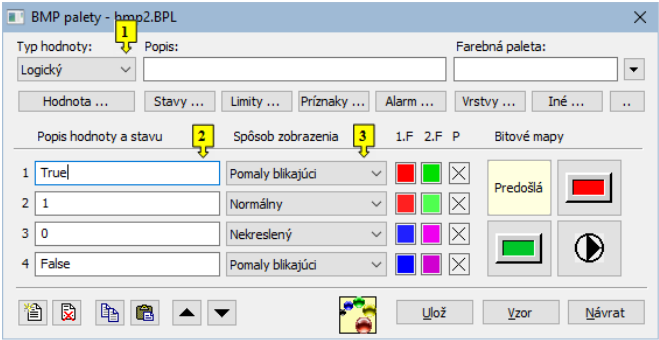 BMP palety - bmp2.BPL
1
Typ hodnoty: Popis: Farebná paleta:
Logický
Hodnota ... Stavy ... Limity ... Príznaky ... Alarm ... Vrstvy ... Iné ... ..
Popis hodnoty a stavu 2 Spôsob zobrazenia 3 1.F 2.F P Bitové mapy
1 True Pomaly blikajúci Predošlá
2 1 Normálny
3 0 Nekreslený
4 False Pomaly blikajúci
Ulož Vzor Návrat